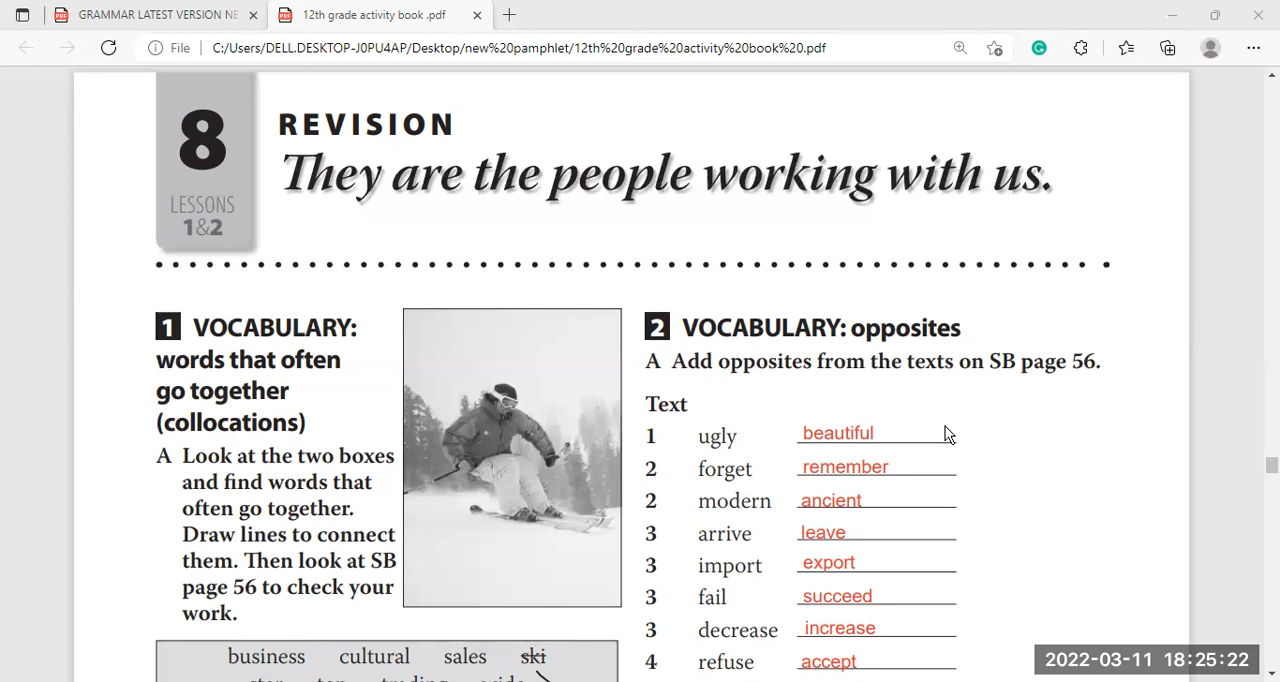 GRAMMAR LATEST VERSION NE
12th grade activity book .pdf
File
C:/Users/DELL.DESKTOP-J0PU4AP/Desktop/new%20pamphlet/12th%20grade%20activity%20book%20.pdf
8
LESSONS
1&2
REVISION
They are the people working with us.
1 VOCABULARY:
words that often
go together
(collocations)
A Look at the two boxes
and find words that
often go together.
Draw lines to connect
them. Then look at SB
page 56 to check your
work.
business cultural sales ski
2 VOCABULARY: opposites
A Add opposites from the texts on SB page 56.
Text
1 ugly beautiful
2 forget remember
2 modern ancient
3 arrive leave
3 import export
3 fail succeed
3 decrease increase
4 refuse accept
2022-03-11 18:25:22